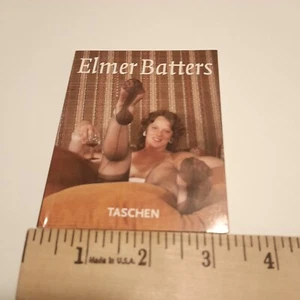 Elmer Batters
TASCHEN
1 2 3 4
Made in U.S.A.